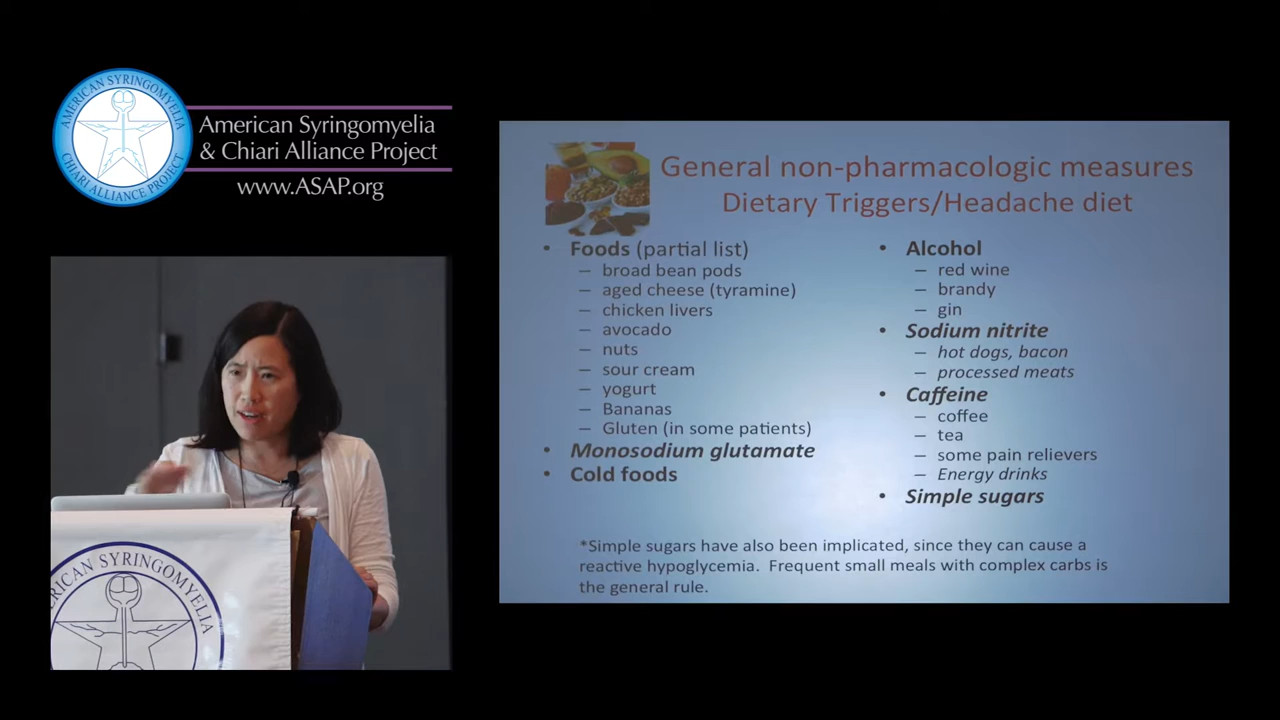 AMERICAN SYRINGOMYELIA
CHIARI ALLIANCE PROJECT
American Syringomyelia
& Chiari Alliance Project
www.ASAP.org
General non-pharmacologic measures
Dietary Triggers/Headache diet
• Foods (partial list)
– broad bean pods
– aged cheese (tyramine)
– chicken livers
– avocado
– nuts
– sour cream
– yogurt
– Bananas
– Gluten (in some patients)
• Monosodium glutamate
• Cold foods
• Alcohol
– red wine
– brandy
– gin
• Sodium nitrite
– hot dogs, bacon
– processed meats
• Caffeine
– coffee
– tea
– some pain relievers
– Energy drinks
• Simple sugars
*Simple sugars have also been implicated, since they can cause a
reactive hypoglycemia. Frequent small meals with complex carbs is
the general rule.
SYRINGOMYELIA